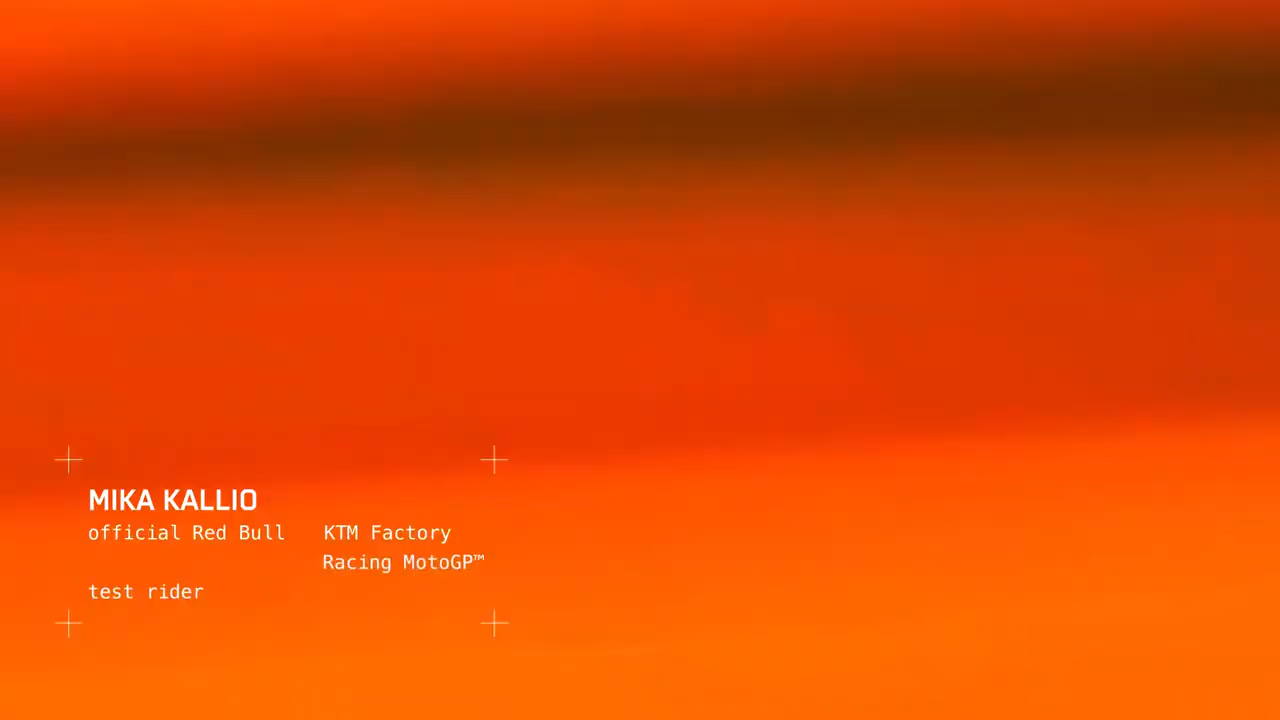 MIKA KALLIO
official Red Bull KTM Factory
Racing MotoGP™
test rider